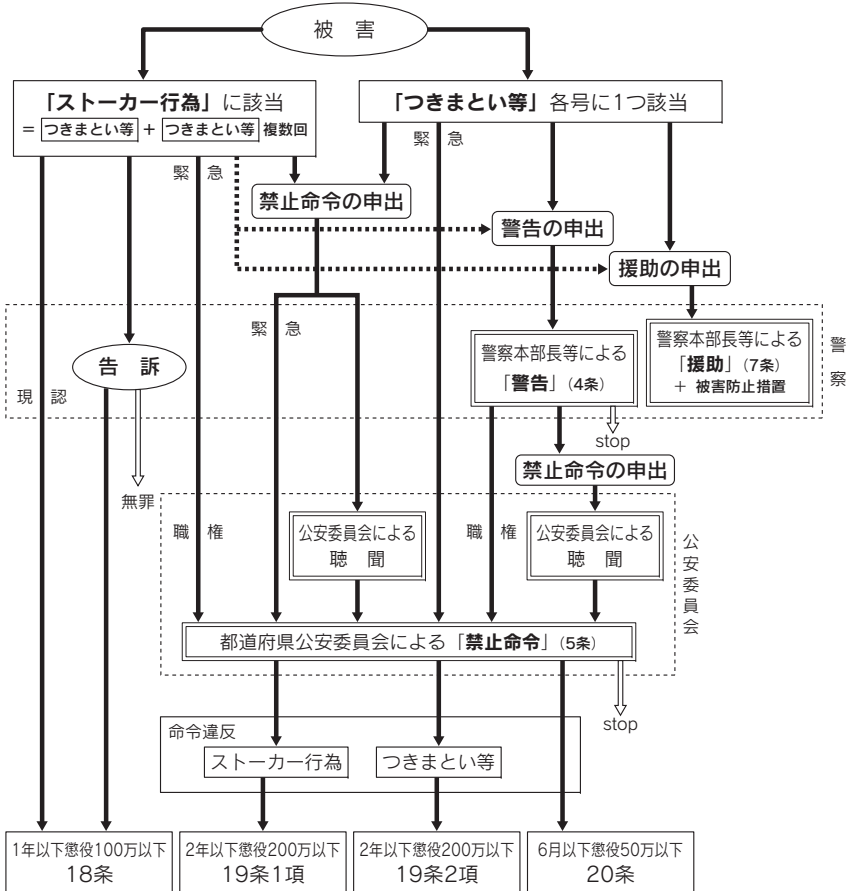 被 害
「ストーカー行為」に該当
= つきまとい等 + つきまとい等 複数回
「つきまとい等」各号に1つ該当
緊 急
緊 急
禁止命令の申出
警告の申出
援助の申出
緊 急
告 訴
警察本部長等による
「警告」(4条)
警察本部長等による
「援助」(7条)
+ 被害防止措置
警察
現 認
stop
禁止命令の申出
無罪
職 権
公安委員会による
聴 聞
職 権
公安委員会による
聴 聞
公安委員会
都道府県公安委員会による「禁止命令」(5条)
stop
命令違反
ストーカー行為
つきまとい等
1年以下懲役100万以下
18条
2年以下懲役200万以下
19条1項
2年以下懲役200万以下
19条2項
6月以下懲役50万以下
20条